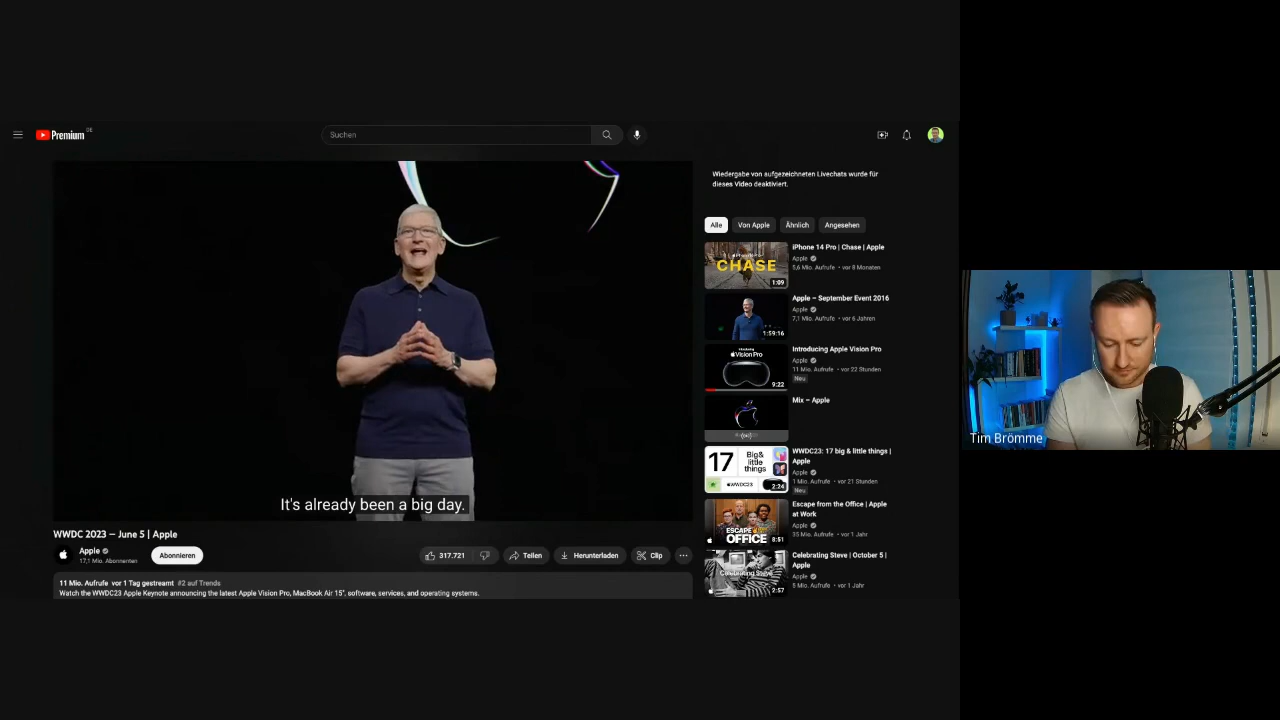 Premium DE
Suchen
It's already been a big day.
WWDC 2023 – June 5 | Apple
Apple
17,1 Mio. Abonnenten
Abonnieren
317.721
Teilen
Herunterladen
Clip
11 Mio. Aufrufe vor 1 Tag gestreamt #2 auf Trends
Watch the WWDC23 Apple Keynote announcing the latest Apple Vision Pro, MacBook Air 15", software, services, and operating systems.
Wiedergabe von aufgezeichneten Livechats wurde für
dieses Video deaktiviert.
Alle
Von Apple
Ähnlich
Angesehen
CHASE
1:09
iPhone 14 Pro | Chase | Apple
Apple
5,6 Mio. Aufrufe • vor 8 Monaten
1:59:16
Apple – September Event 2016
Apple
7,1 Mio. Aufrufe • vor 6 Jahren
Vision Pro
9:22
Introducing Apple Vision Pro
Apple
11 Mio. Aufrufe • vor 22 Stunden
Neu
Mix – Apple
17
Big&
little
things
WWDC23
2:24
WWDC23: 17 big & little things |
Apple
Apple
1 Mio. Aufrufe • vor 21 Stunden
Neu
ESCAPE
OFFICE
8:51
Escape from the Office | Apple
at Work
Apple
35 Mio. Aufrufe • vor 1 Jahr
Celebrating Steve
2:57
Celebrating Steve | October 5 |
Apple
Apple
5 Mio. Aufrufe • vor 1 Jahr
Tim Brömme